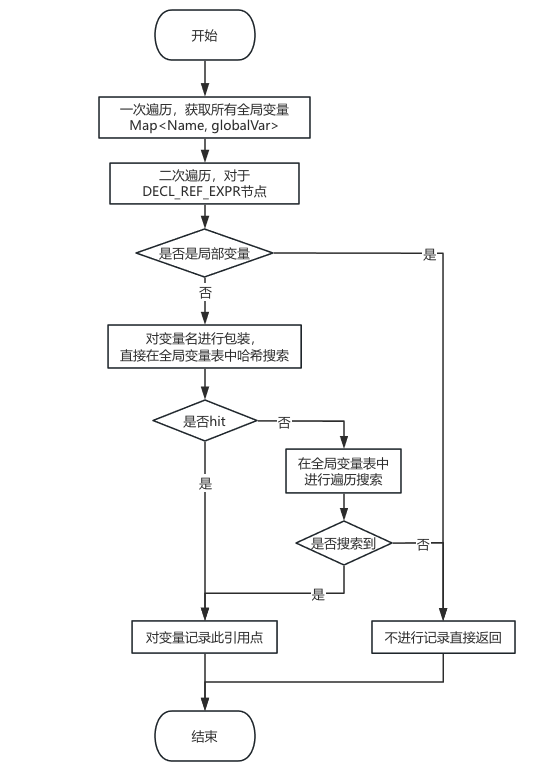 开始
一次遍历，获取所有全局变量
Map<Name, globalVar>
二次遍历，对于
DECL_REF_EXPR节点
是否是局部变量
是
否
对变量名进行包装，
直接在全局变量表中哈希搜索
是否hit
否
在全局变量表中
进行遍历搜索
是
是否搜索到
否
是
对变量记录此引用点
不进行记录直接返回
结束